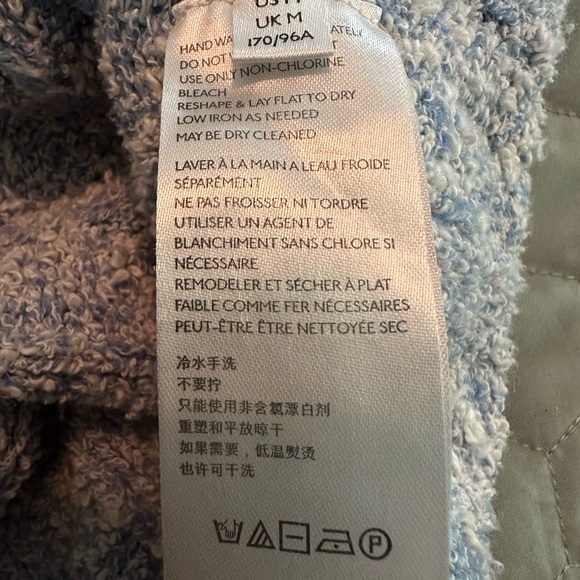 UK M
170/96A
HAND WA
DO NOT
USE ONLY NON-CHLORINE
BLEACH
RESHAPE & LAY FLAT TO DRY
LOW IRON AS NEEDED
MAY BE DRY CLEANED
LAVER À LA MAIN A LEAU FROIDE
SÉPARÉMENT
NE PAS FROISSER NI TORDRE
UTILISER UN AGENT DE
BLANCHIMENT SANS CHLORE SI
NÉCESSAIRE
REMODELER ET SÉCHER À PLAT
FAIBLE COMME FER NÉCESSAIRES
PEUT-ÊTRE ÊTRE NETTOYÉE SEC
冷水手洗
不要拧
只能使用非含氯漂白剂
重塑和平放晾干
如果需要，低温熨烫
也许可干洗
P